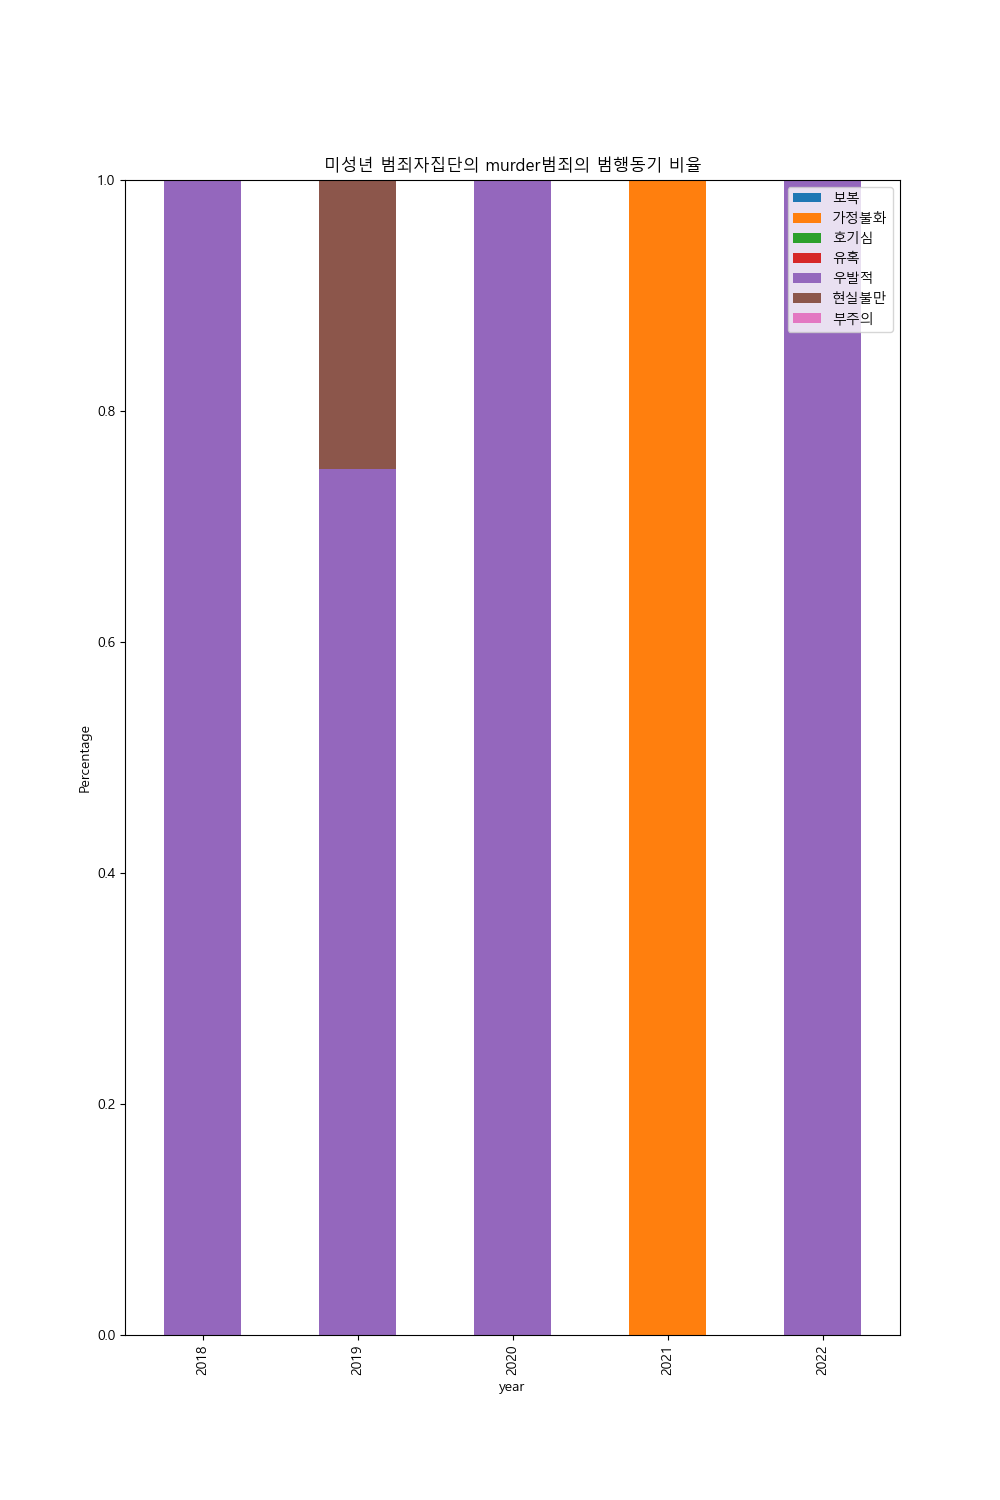 미성년 범죄자집단의 murder범죄의 범행동기 비율
1.0
0.8
0.6
0.4
0.2
0.0
Percentage
보복
가정불화
호기심
유혹
우발적
현실불만
부주의
2018
2019
2020
2021
2022
year